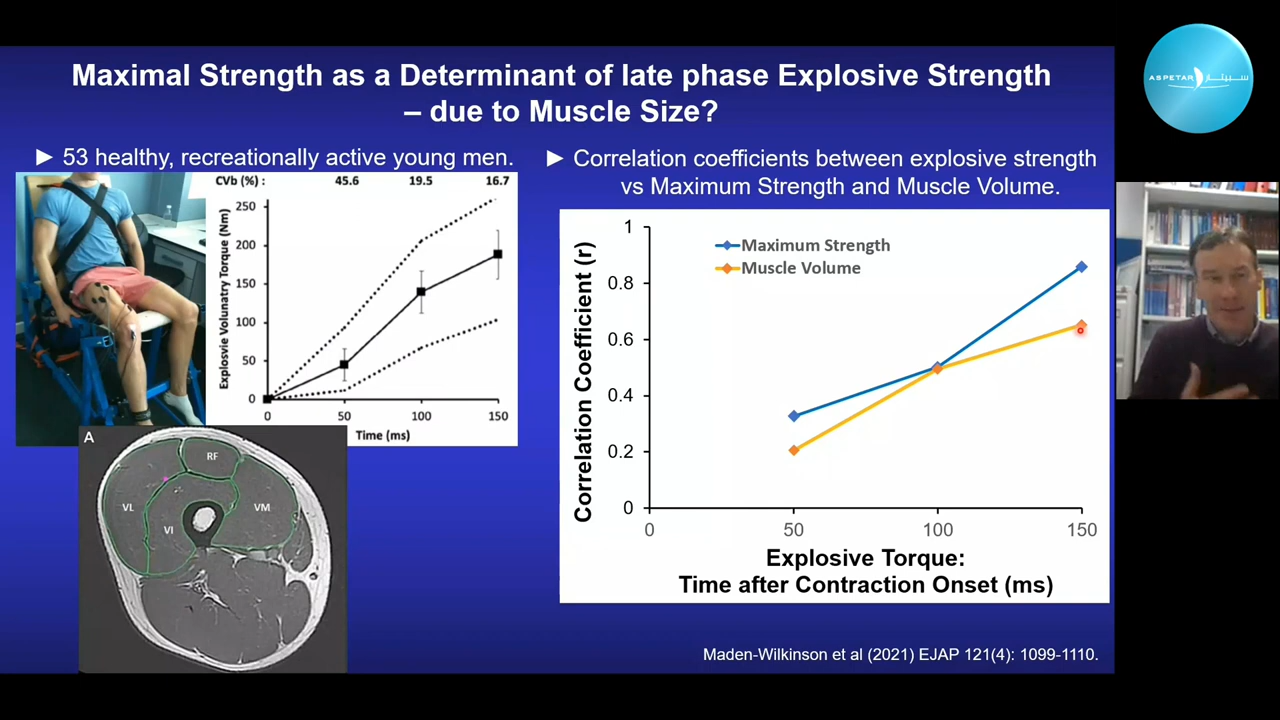 Maximal Strength as a Determinant of late phase Explosive Strength
– due to Muscle Size?
► 53 healthy, recreationally active young men.
CVb (%) : 45.6 19.5 16.7
Explosvie Volunatry Torque (Nm)
250
200
150
100
50
0
0 50 100 150
Time (ms)
A
RF
VL
VM
VI
► Correlation coefficients between explosive strength
vs Maximum Strength and Muscle Volume.
Correlation Coefficient (r)
Maximum Strength
Muscle Volume
1
0.8
0.6
0.4
0.2
0
0 50 100 150
Explosive Torque:
Time after Contraction Onset (ms)
Maden-Wilkinson et al (2021) EJAP 121(4): 1099-1110.
ASPETAR سبيتار